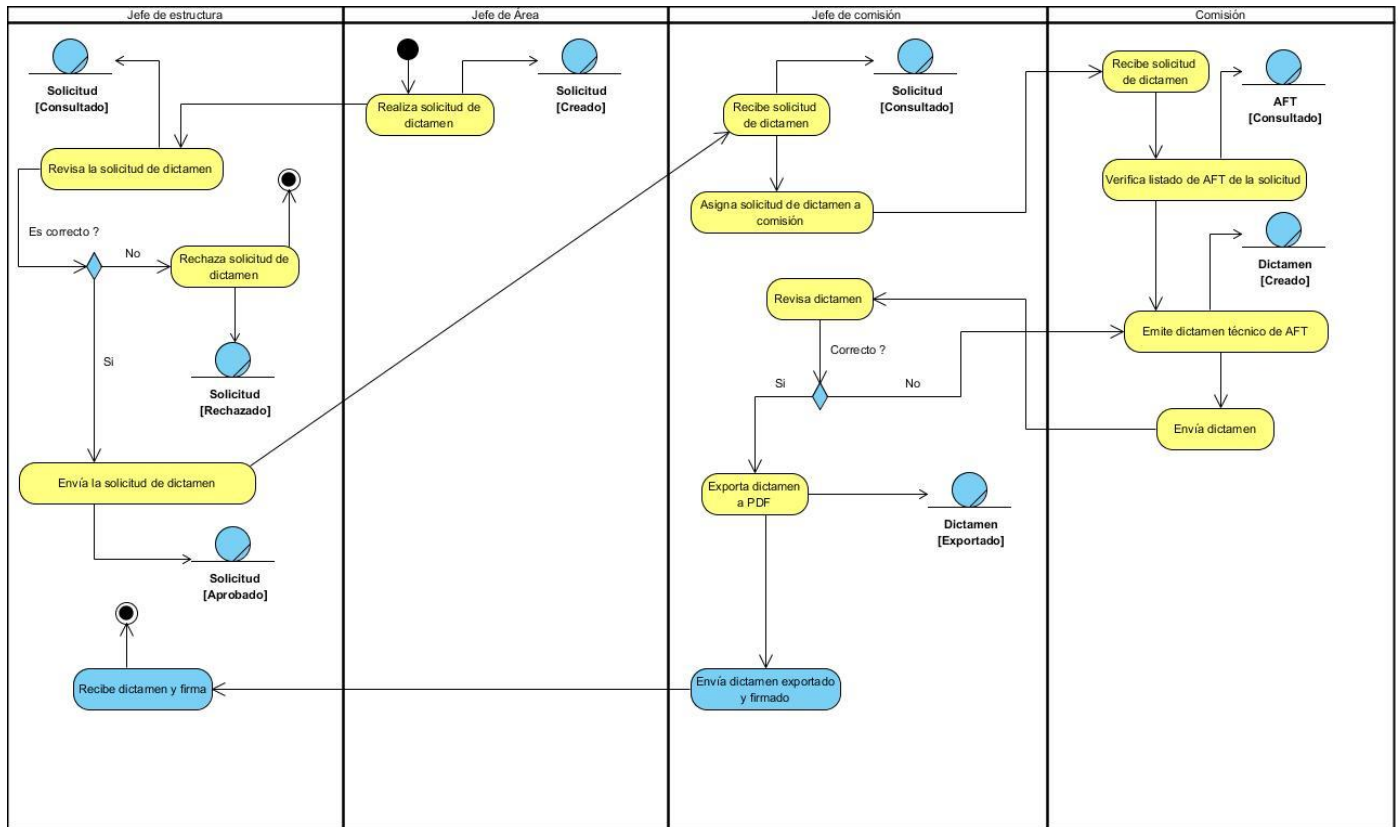 Jefe de estructura
Jefe de Área
Jefe de comisión
Comisión
Solicitud
[Consultado]
Revisa la solicitud de dictamen
Es correcto ?
No
Rechaza solicitud de
dictamen
Si
Solicitud
[Rechazado]
Envía la solicitud de dictamen
Solicitud
[Aprobado]
Recibe dictamen y firma
Realiza solicitud de
dictamen
Solicitud
[Creado]
Recibe solicitud
de dictamen
Solicitud
[Consultado]
Asigna solicitud de dictamen a
comisión
Revisa dictamen
Correcto ?
Si
No
Exporta dictamen
a PDF
Dictamen
[Exportado]
Envía dictamen exportado
y firmado
Recibe solicitud
de dictamen
AFT
[Consultado]
Verifica listado de AFT de la solicitud
Dictamen
[Creado]
Emite dictamen técnico de AFT
Envía dictamen